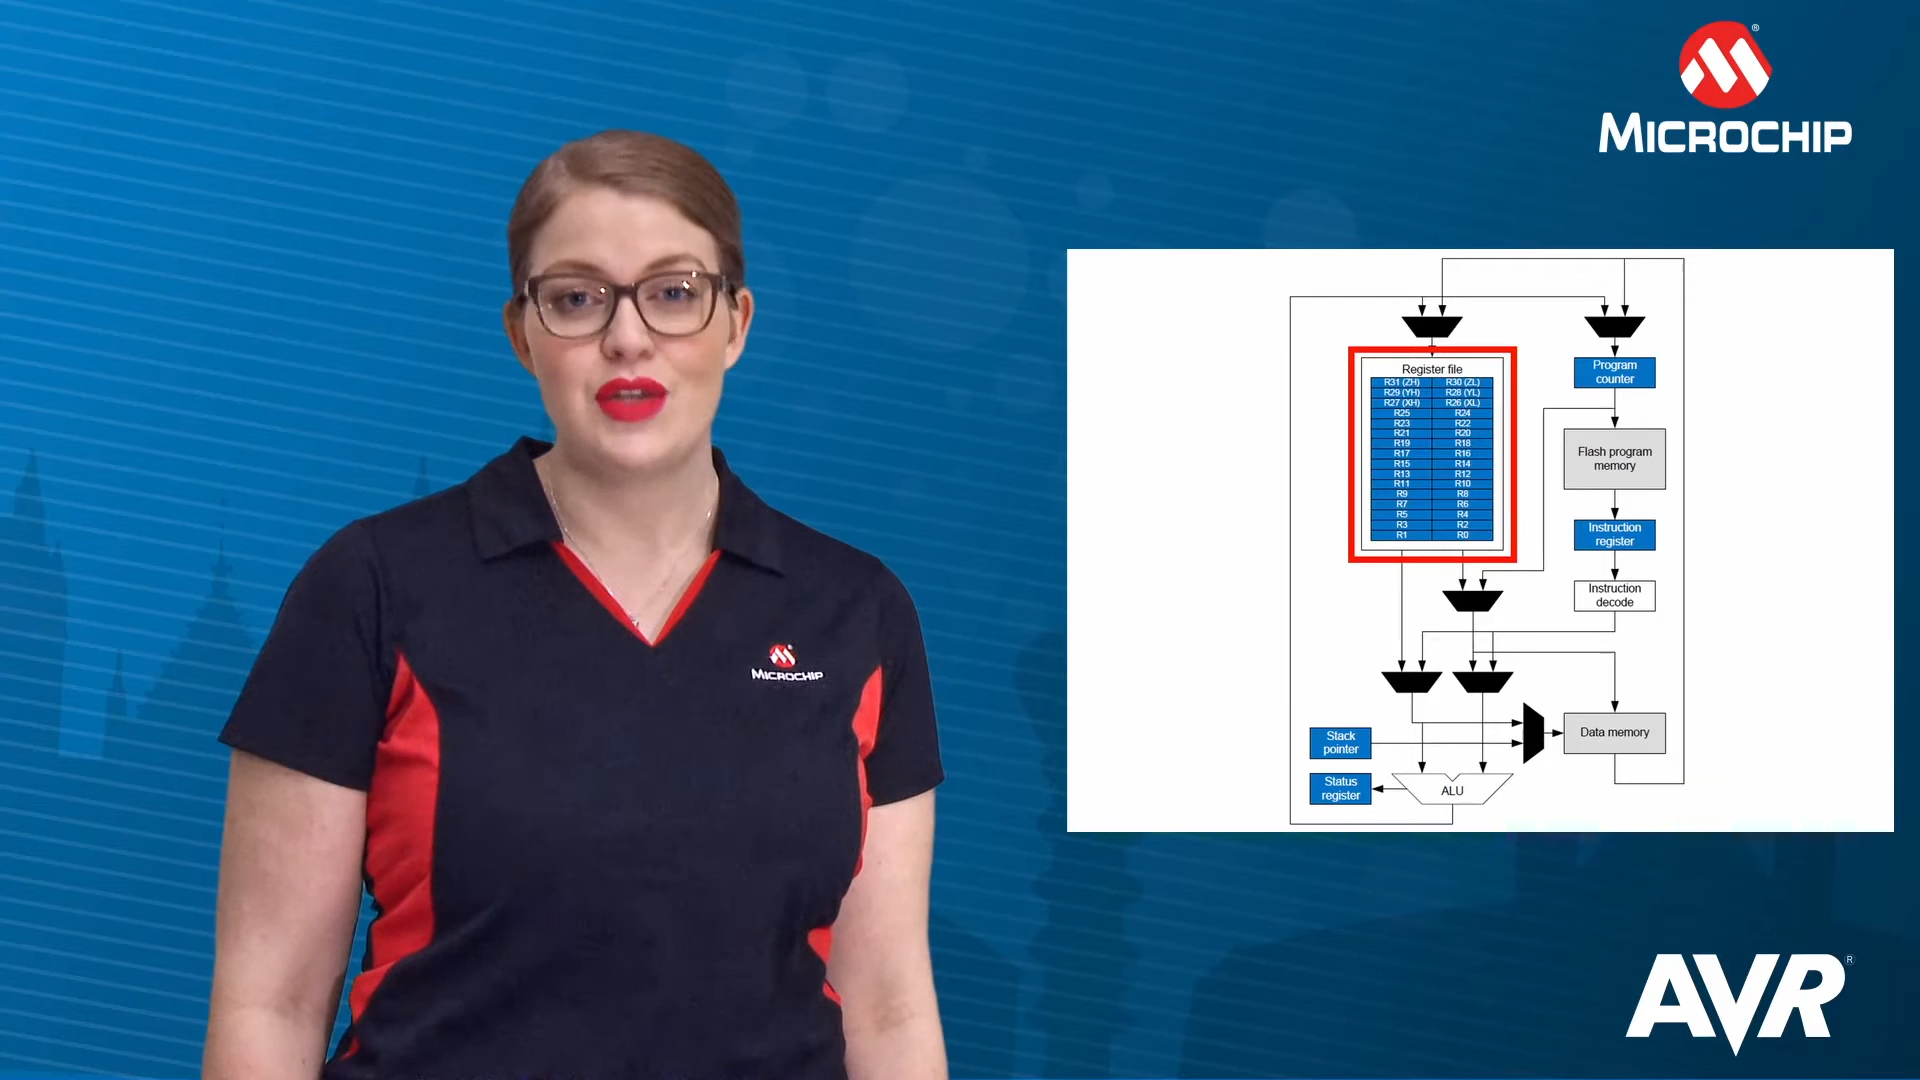 ®
MICROCHIP
MICROCHIP
Register file
R31 (ZH) R30 (ZL)
R29 (YH) R28 (YL)
R27 (XH) R26 (XL)
R25 R24
R23 R22
R21 R20
R19 R18
R17 R16
R15 R14
R13 R12
R11 R10
R9 R8
R7 R6
R5 R4
R3 R2
R1 R0
Program
counter
Flash program
memory
Instruction
register
Instruction
decode
Stack
pointer
Data memory
Status
register
ALU
AVR®